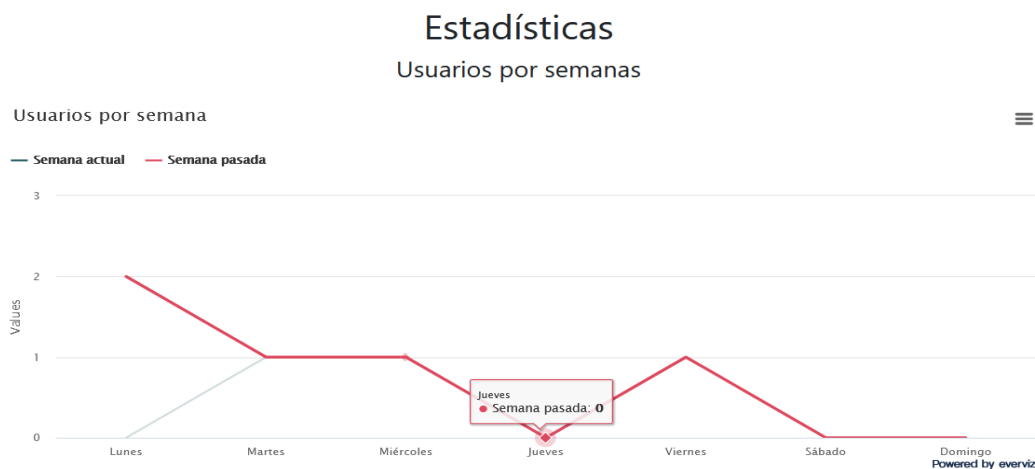 Estadísticas
Usuarios por semanas
Usuarios por semana
Semana actual Semana pasada
3
2
1
0
Values
Jueves
Semana pasada: 0
Lunes Martes Miércoles Jueves Viernes Sábado Domingo
Powered by everviz